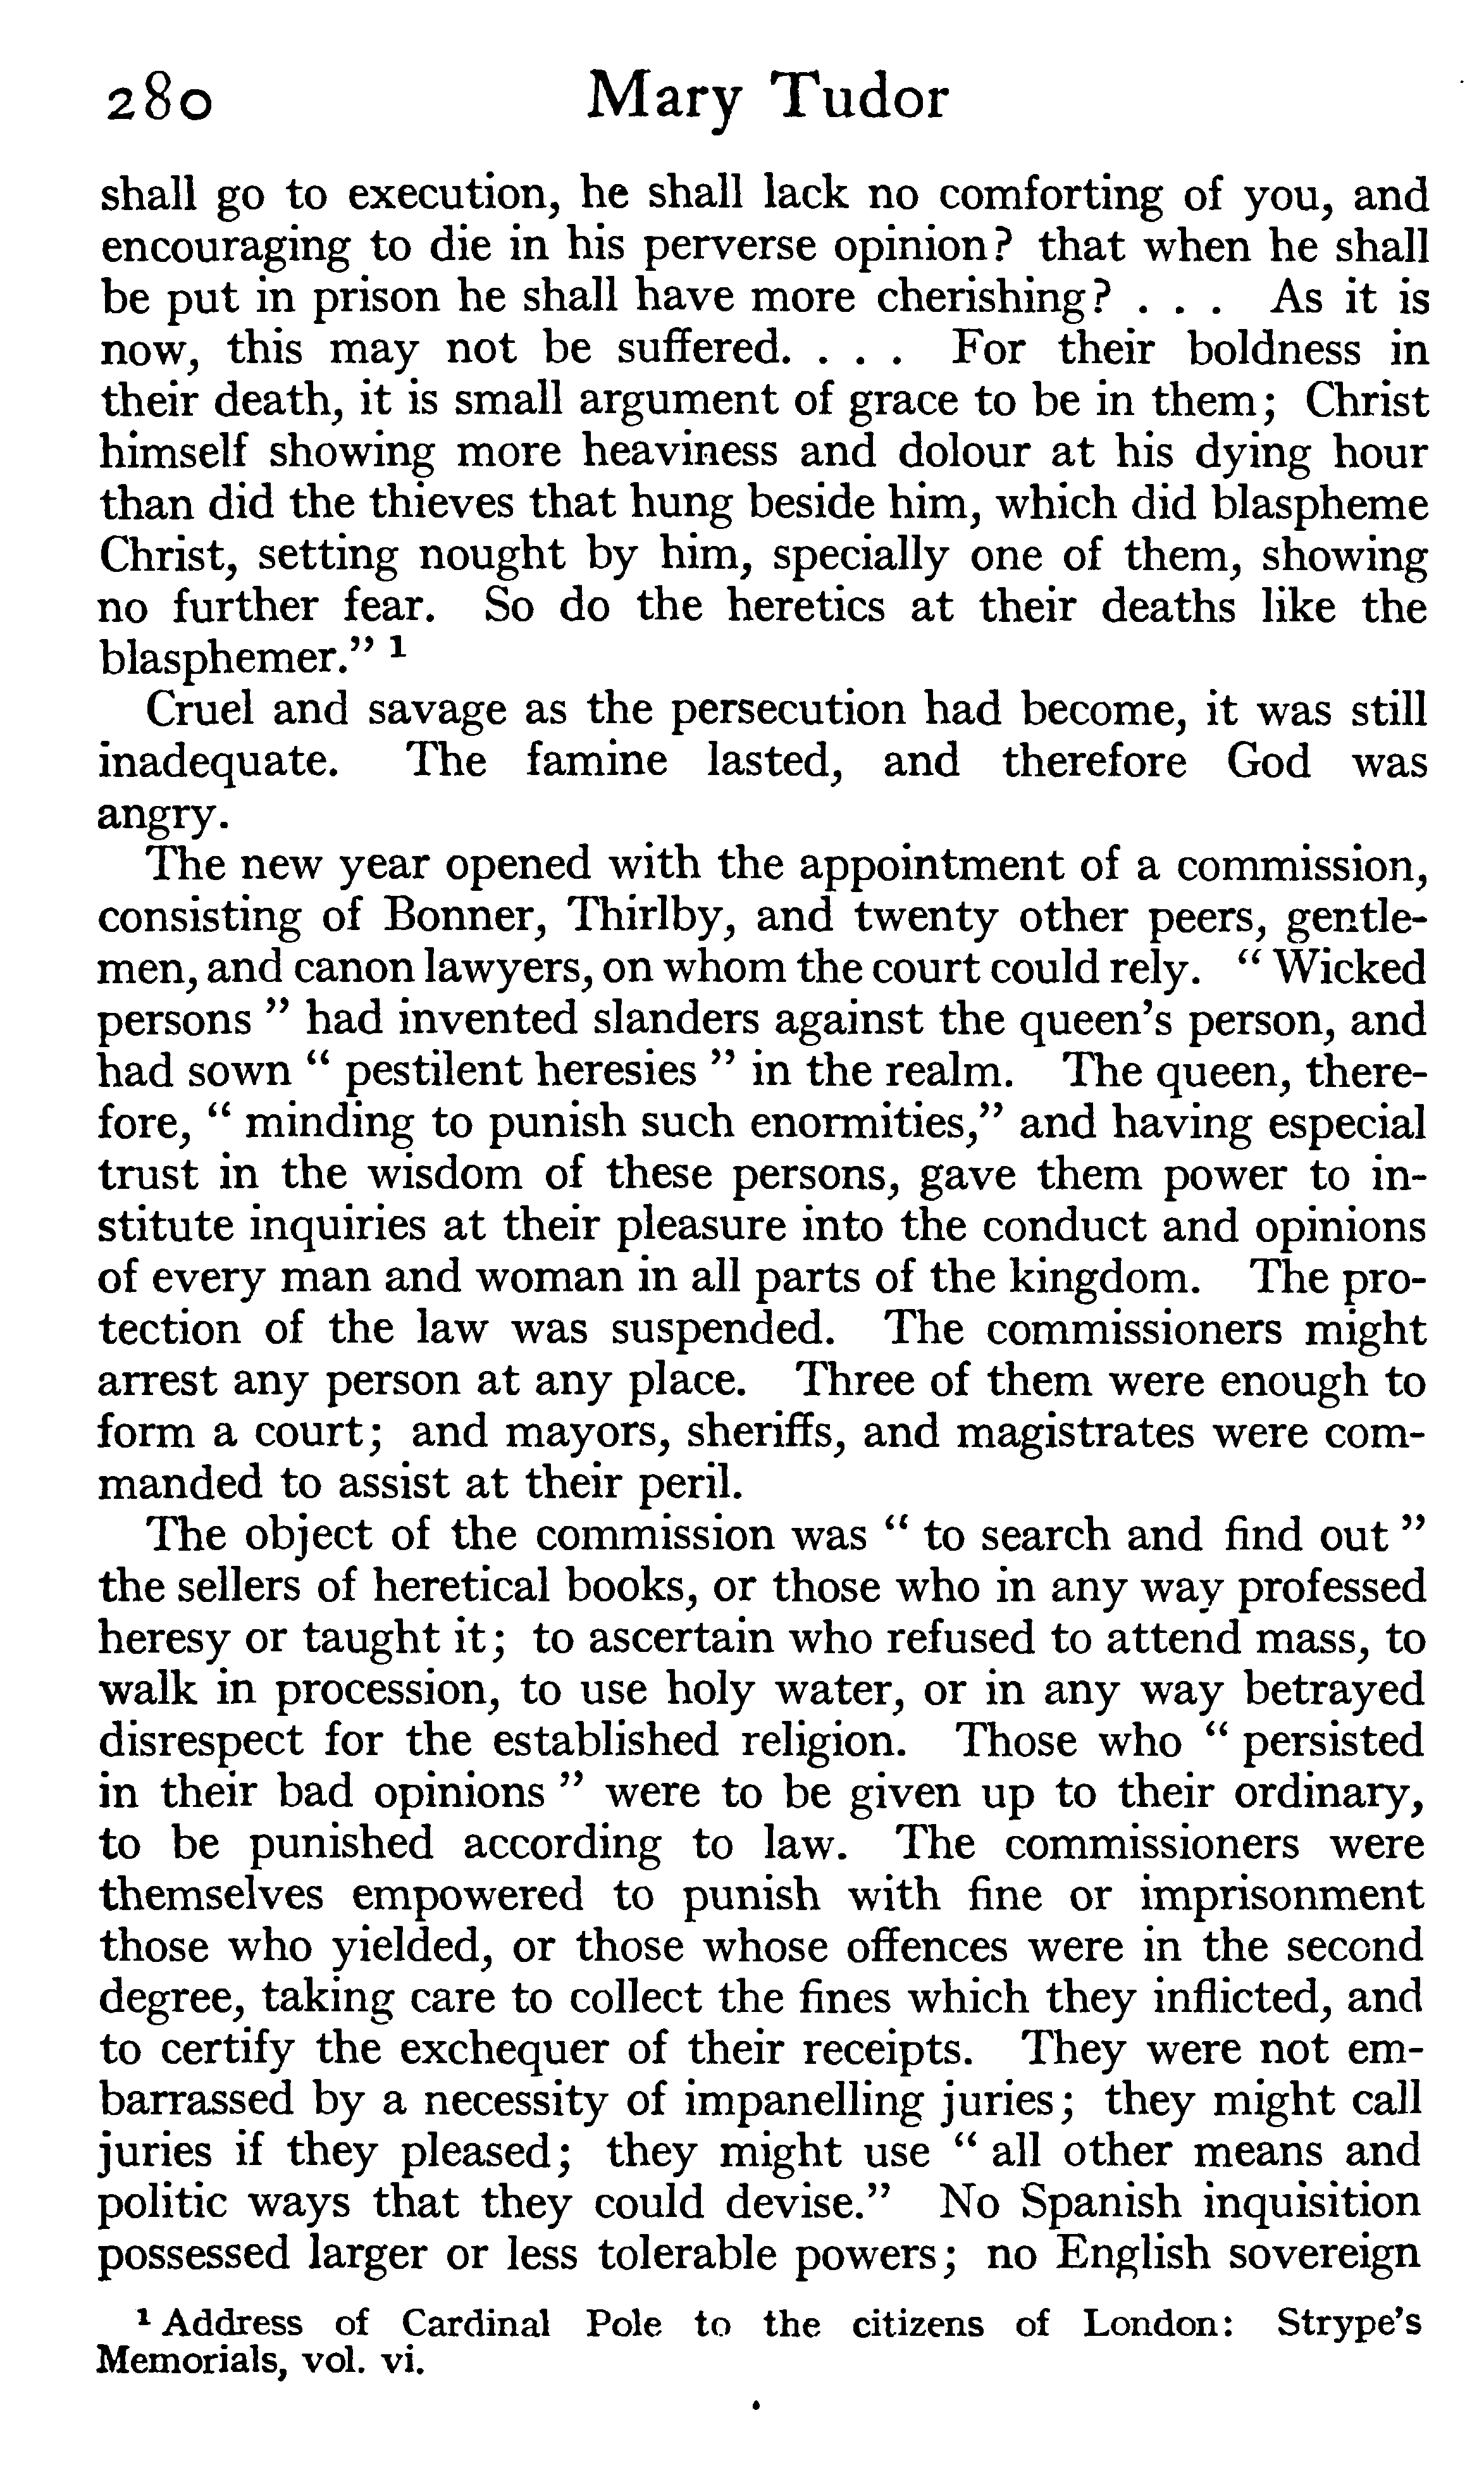 280 Mary Tudor
shall go to execution, he shall lack no comforting of you, and
encouraging to die in his perverse opinion? that when he shall
be put in prison he shall have more cherishing? . . . As it is
now, this may not be suffered. . . . For their boldness in
their death, it is small argument of grace to be in them; Christ
himself showing more heaviness and dolour at his dying hour
than did the thieves that hung beside him, which did blaspheme
Christ, setting nought by him, specially one of them, showing
no further fear. So do the heretics at their deaths like the
blasphemer.” ¹
Cruel and savage as the persecution had become, it was still
inadequate. The famine lasted, and therefore God was
angry.
The new year opened with the appointment of a commission,
consisting of Bonner, Thirlby, and twenty other peers, gentle-
men, and canon lawyers, on whom the court could rely. “ Wicked
persons ” had invented slanders against the queen’s person, and
had sown “ pestilent heresies ” in the realm. The queen, there-
fore, “ minding to punish such enormities,” and having especial
trust in the wisdom of these persons, gave them power to in-
stitute inquiries at their pleasure into the conduct and opinions
of every man and woman in all parts of the kingdom. The pro-
tection of the law was suspended. The commissioners might
arrest any person at any place. Three of them were enough to
form a court; and mayors, sheriffs, and magistrates were com-
manded to assist at their peril.
The object of the commission was “ to search and find out ”
the sellers of heretical books, or those who in any way professed
heresy or taught it; to ascertain who refused to attend mass, to
walk in procession, to use holy water, or in any way betrayed
disrespect for the established religion. Those who “ persisted
in their bad opinions ” were to be given up to their ordinary,
to be punished according to law. The commissioners were
themselves empowered to punish with fine or imprisonment
those who yielded, or those whose offences were in the second
degree, taking care to collect the fines which they inflicted, and
to certify the exchequer of their receipts. They were not em-
barrassed by a necessity of impanelling juries; they might call
juries if they pleased; they might use “ all other means and
politic ways that they could devise.” No Spanish inquisition
possessed larger or less tolerable powers; no English sovereign
¹ Address of Cardinal Pole to the citizens of London: Strype’s
Memorials, vol. vi.